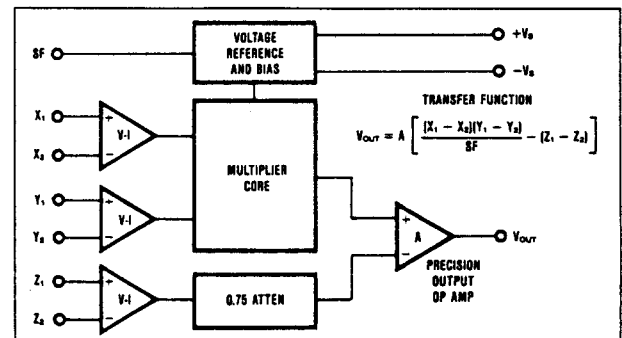 SF
VOLTAGE
REFERENCE
AND BIAS
+Vs
−Vs
TRANSFER FUNCTION
VOUT = A [ (X1 − X2)(Y1 − Y2) / SF − (Z1 − Z2) ]
X1
+
V-I
X2
−
MULTIPLIER
CORE
Y1
+
V-I
Y2
−
+
A
−
VOUT
PRECISION
OUTPUT
OP AMP
Z1
+
V-I
Z2
−
0.75 ATTEN